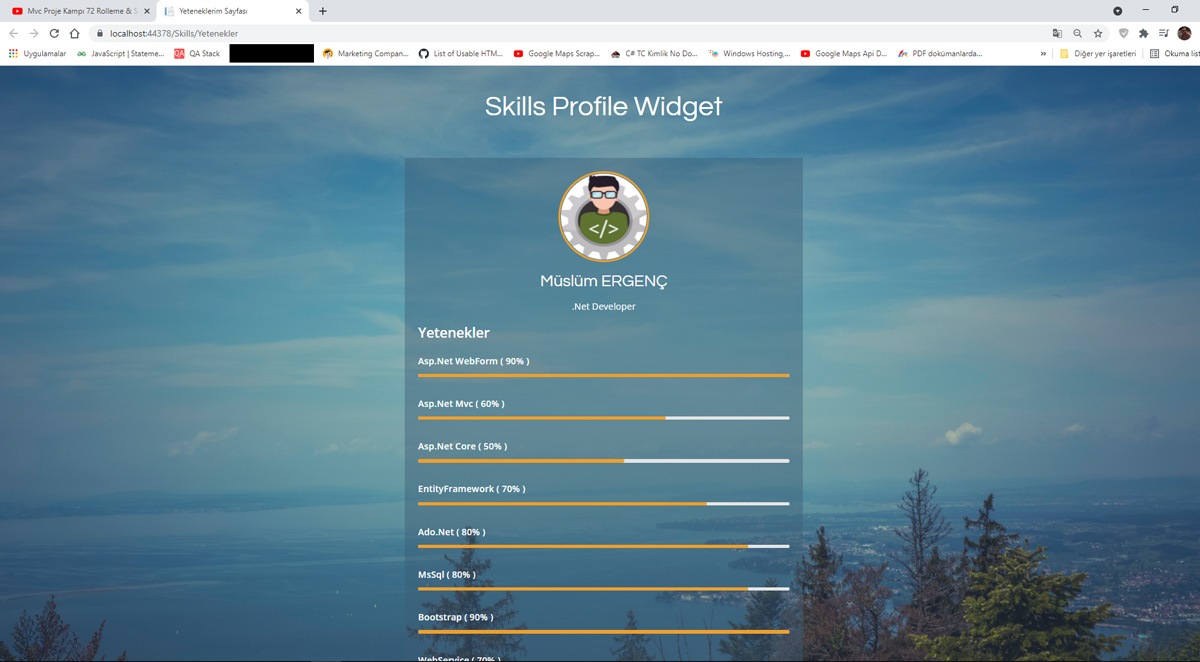 Mvc Proje Kampı 72 Rolleme & S
Yeteneklerim Sayfası
localhost:44378/Skills/Yetenekler
Uygulamalar
JavaScript | Stateme...
QA
QA Stack
Marketing Compan...
List of Usable HTM...
Google Maps Scrap...
C# TC Kimlik No Do...
Windows Hosting,...
Google Maps Api D...
PDF dokümanlarda...
»
Diğer yer işaretleri
Okuma list
Skills Profile Widget
</>
Müslüm ERGENÇ
.Net Developer
Yetenekler
Asp.Net WebForm ( 90% )
Asp.Net Mvc ( 60% )
Asp.Net Core ( 50% )
EntityFramework ( 70% )
Ado.Net ( 80% )
MsSql ( 80% )
Bootstrap ( 90% )
WebService ( 70% )